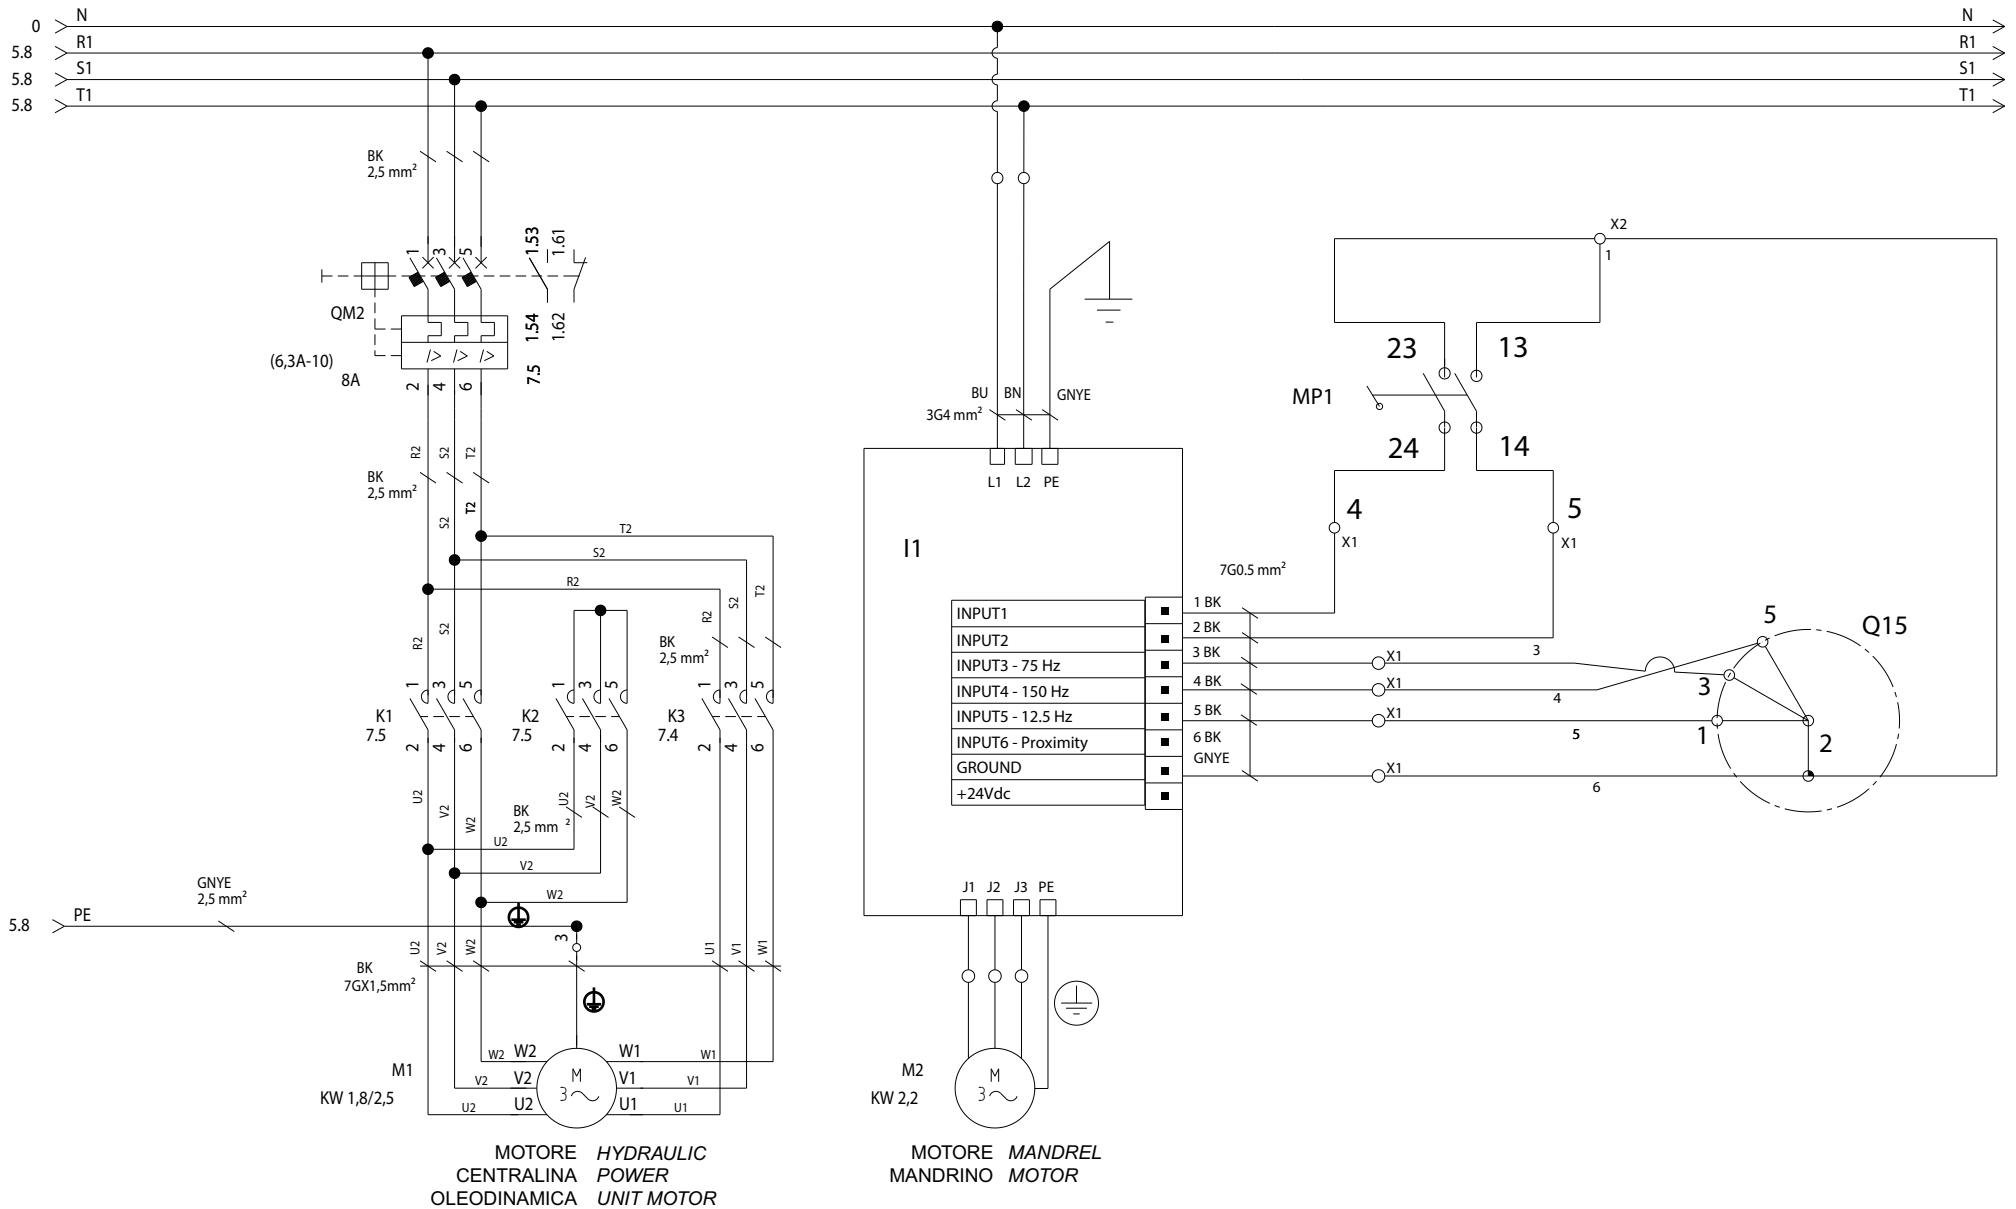 0 N N
5.8 R1 R1
5.8 S1 S1
5.8 T1 T1
BK
2,5 mm²
1 3 5
1.53 1.61
QM2
1.54 1.62
(6,3A-10)
8A
2 4 6
7.5
R2 S2 T2
BK
2,5 mm²
S2 T2
T2
S2
R2
R2 S2
R2 S2 T2
BK
2,5 mm²
1 3 5
1 3 5
1 3 5
K1
7.5
K2
7.5
K3
7.4
2 4 6
2 4 6
2 4 6
U2 V2 W2
U2 V2 W2
BK
2,5 mm²
U2
V2
W2
GNYE
2,5 mm²
5.8 PE
3
U2 V2 W2
U1 V1 W1
BK
7GX1,5mm²
W2 W2 W1 W1
M1
V2 V2 V1 V1
KW 1,8/2,5
U2 U2 U1 U1
M
3
MOTORE HYDRAULIC
CENTRALINA POWER
OLEODINAMICA UNIT MOTOR
BU BN GNYE
3G4 mm²
L1 L2 PE
I1
7G0.5 mm²
INPUT1 1 BK
INPUT2 2 BK
INPUT3 - 75 Hz 3 BK
INPUT4 - 150 Hz 4 BK
INPUT5 - 12.5 Hz 5 BK
INPUT6 - Proximity 6 BK
GROUND GNYE
+24Vdc
J1 J2 J3 PE
M2
KW 2,2
M
3
MOTORE MANDREL
MANDRINO MOTOR
X2
1
23 13
MP1
24 14
4 5
X1 X1
X1 3
X1 4
X1 5
X1 6
5
Q15
3
1
2